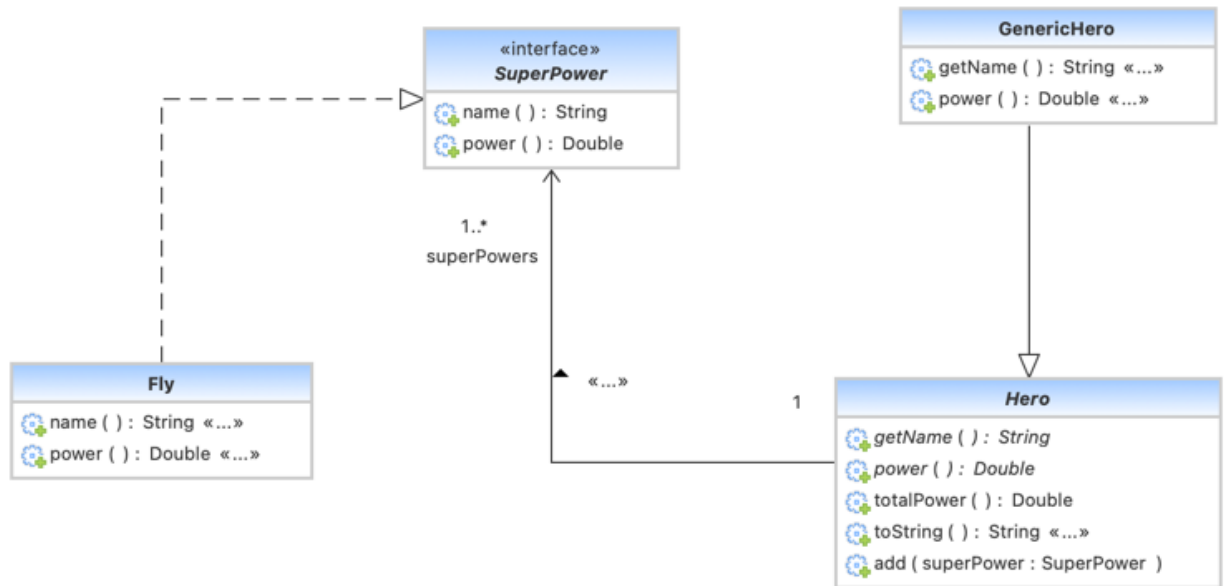 «interface»
SuperPower
name ( ) : String
power ( ) : Double
GenericHero
getName ( ) : String «...»
power ( ) : Double «...»
1..*
superPowers
Fly
name ( ) : String «...»
power ( ) : Double «...»
«...»
1
Hero
getName ( ) : String
power ( ) : Double
totalPower ( ) : Double
toString ( ) : String «...»
add ( superPower : SuperPower )